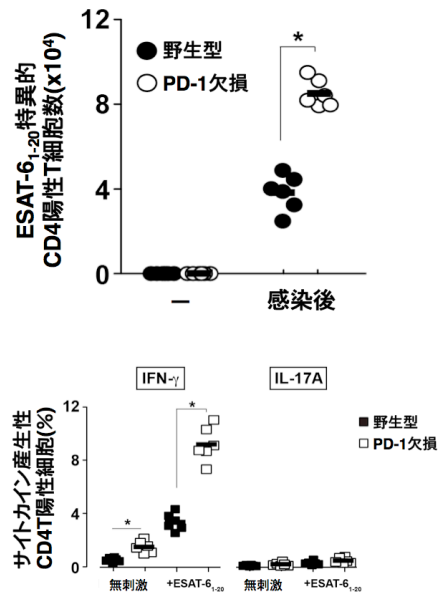 ESAT-6₁₋₂₀特異的
CD4陽性T細胞数(x10⁴)
12
8
4
0
野生型
PD-1欠損
*
–
感染後
IFN-γ
IL-17A
サイトカイン産生性
CD4T陽性細胞(%)
12
8
4
0
*
*
野生型
PD-1欠損
無刺激
+ESAT-6₁₋₂₀
無刺激
+ESAT-6₁₋₂₀